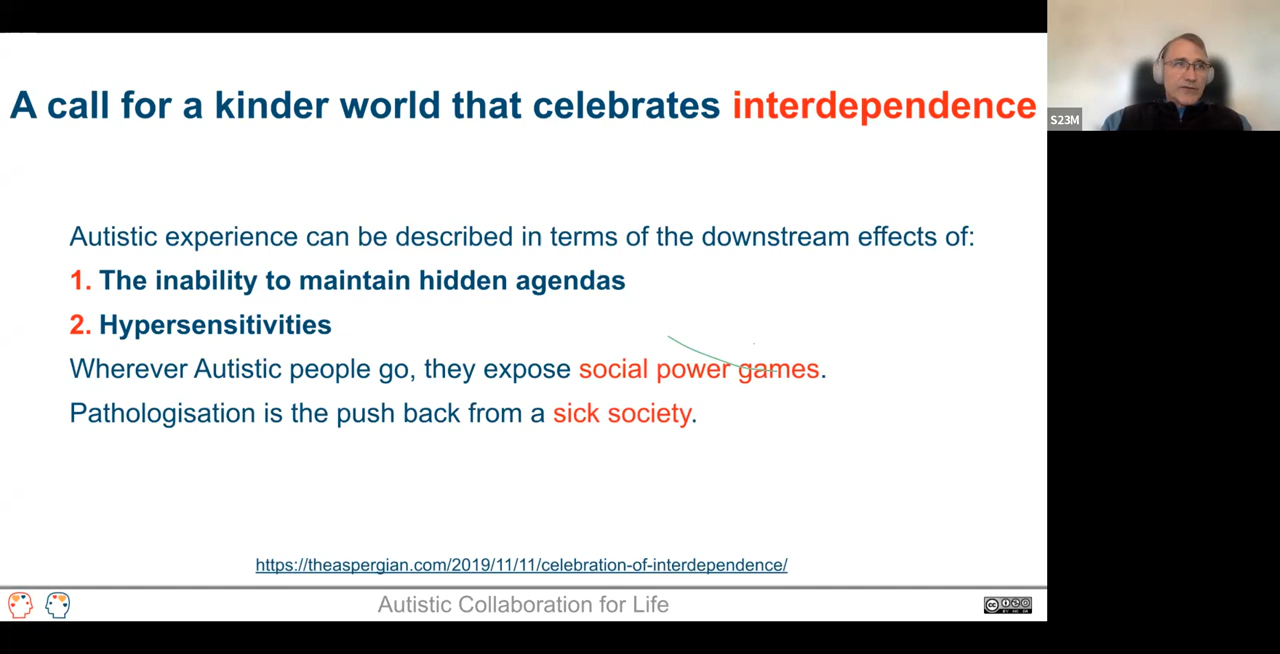 A call for a kinder world that celebrates interdependence
S23M
Autistic experience can be described in terms of the downstream effects of:
1. The inability to maintain hidden agendas
2. Hypersensitivities
Wherever Autistic people go, they expose social power games.
Pathologisation is the push back from a sick society.
https://theaspergian.com/2019/11/11/celebration-of-interdependence/
Autistic Collaboration for Life